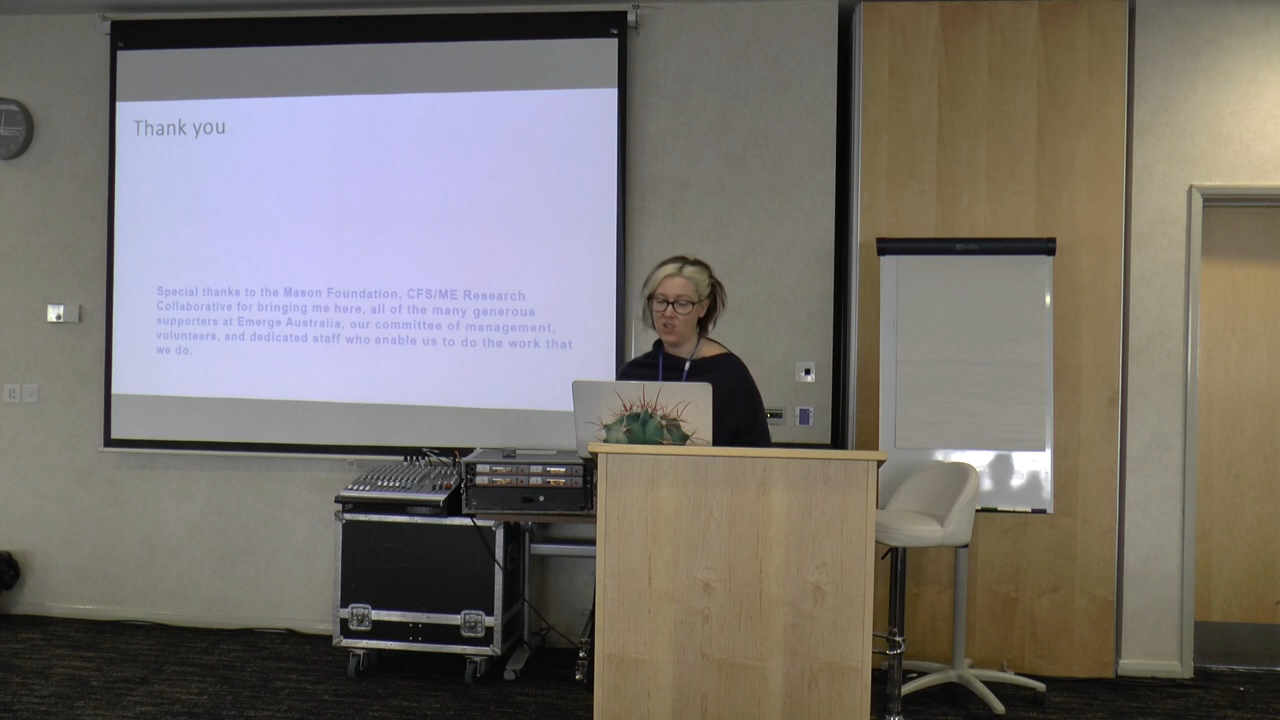 Thank you
Special thanks to the Mason Foundation, CFS/ME Research
Collaborative for bringing me here, all of the many generous
supporters at Emerge Australia, our committee of management,
volunteers, and dedicated staff who enable us to do the work that
we do.